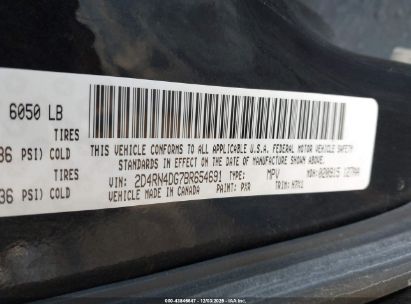 6050 LB
TIRES
36 PSI) COLD
TIRES
36 PSI) COLD
THIS VEHICLE CONFORMS TO ALL APPLICABLE U.S.A. FEDERAL MOTOR VEHICLE SAFETY
STANDARDS IN EFFECT ON THE DATE OF MANUFACTURE SHOWN ABOVE.
VIN: 2D4RN4DG7BR654691 TYPE: MPV MDH: 020915
VEHICLE MADE IN CANADA PAINT: PXR TRIM: